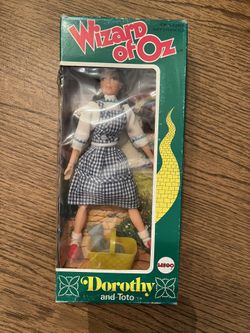 Wizard
of Oz
MEGO
Dorothy
and Toto